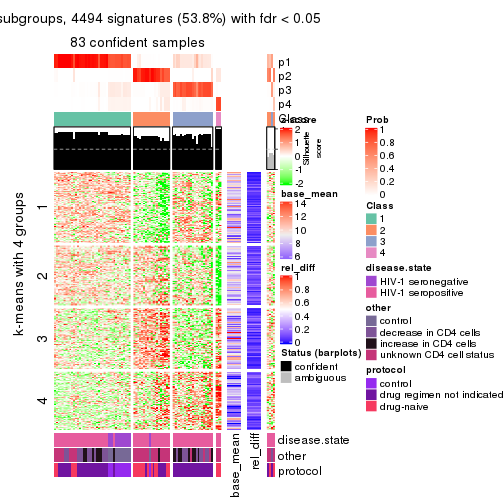 subgroups, 4494 signatures (53.8%) with fdr < 0.05
83 confident samples
p1
p2
p3
p4
Class
Silhouette
score
k-means with 4 groups
1
2
3
4
base_mean
rel_diff
disease.state
other
protocol
z-score
2
1
0
-1
-2
base_mean
14
12
10
8
6
rel_diff
1
0.8
0.6
0.4
0.2
0
Status (barplots)
confident
ambiguous
Prob
1
0.8
0.6
0.4
0.2
0
Class
1
2
3
4
disease.state
HIV-1 seronegative
HIV-1 seropositive
other
control
decrease in CD4 cells
increase in CD4 cells
unknown CD4 cell status
protocol
control
drug regimen not indicated
drug-naive